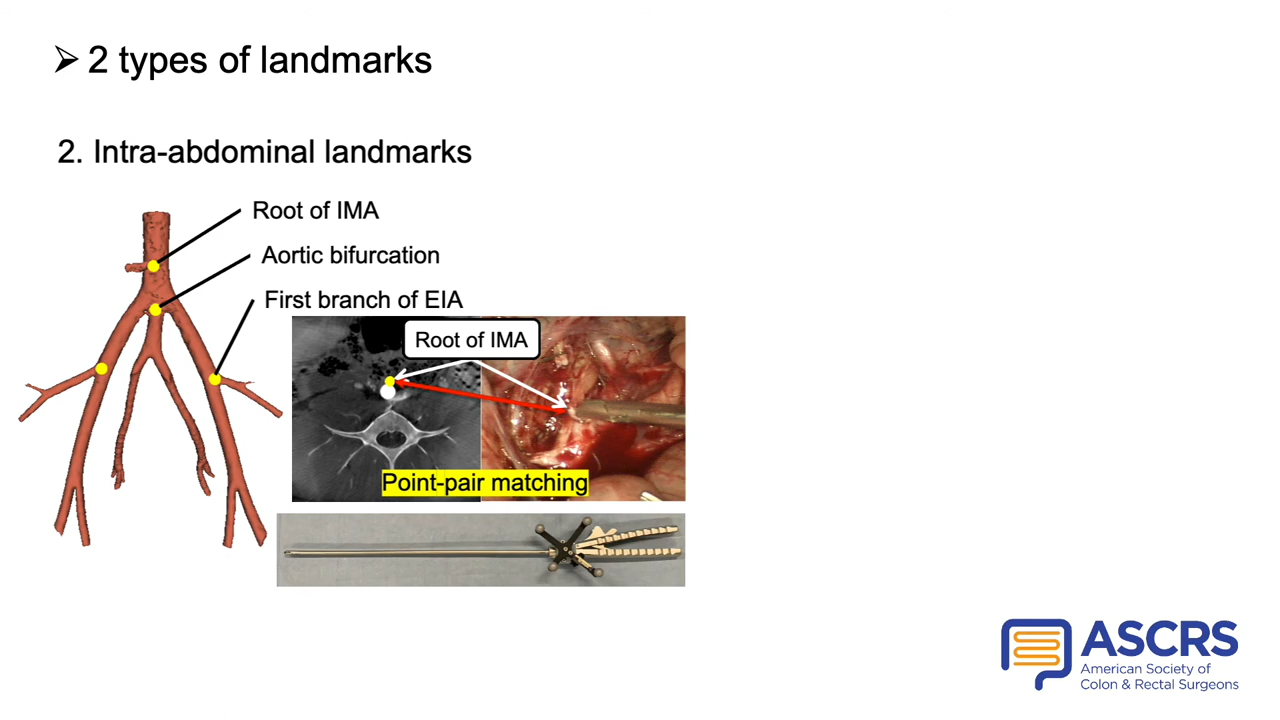 ➢ 2 types of landmarks
2. Intra-abdominal landmarks
Root of IMA
Aortic bifurcation
First branch of EIA
Root of IMA
Point-pair matching
ASCRS
American Society of
Colon & Rectal Surgeons